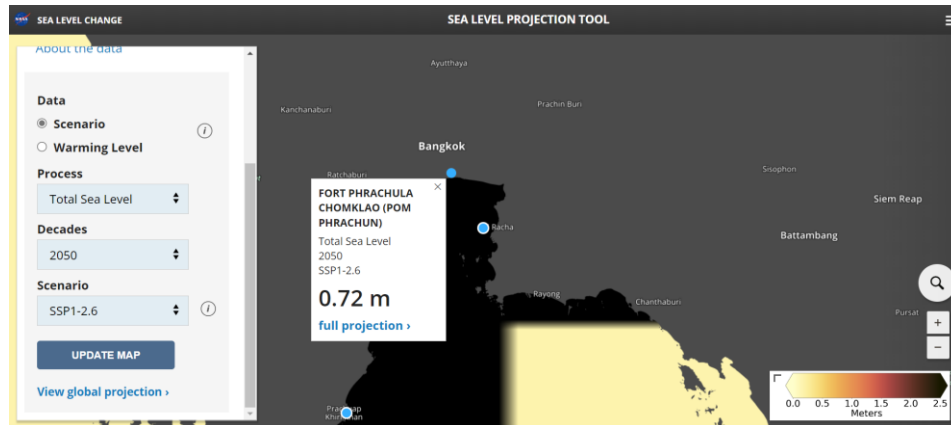 SEA LEVEL CHANGE
SEA LEVEL PROJECTION TOOL
About the data
Data
Scenario
Warming Level
Process
Total Sea Level
Decades
2050
Scenario
SSP1-2.6
UPDATE MAP
View global projection ›
Ayutthaya
Kanchanaburi
Prachin Buri
Bangkok
Ratchaburi
Sisophon
Siem Reap
FORT PHRACHULA
CHOMKLAO (POM
PHRACHUN)
Total Sea Level
2050
SSP1-2.6
0.72 m
full projection ›
Racha
Battambang
Rayong
Chanthaburi
Pursat
+
−
0.0 0.5 1.0 1.5 2.0 2.5
Meters